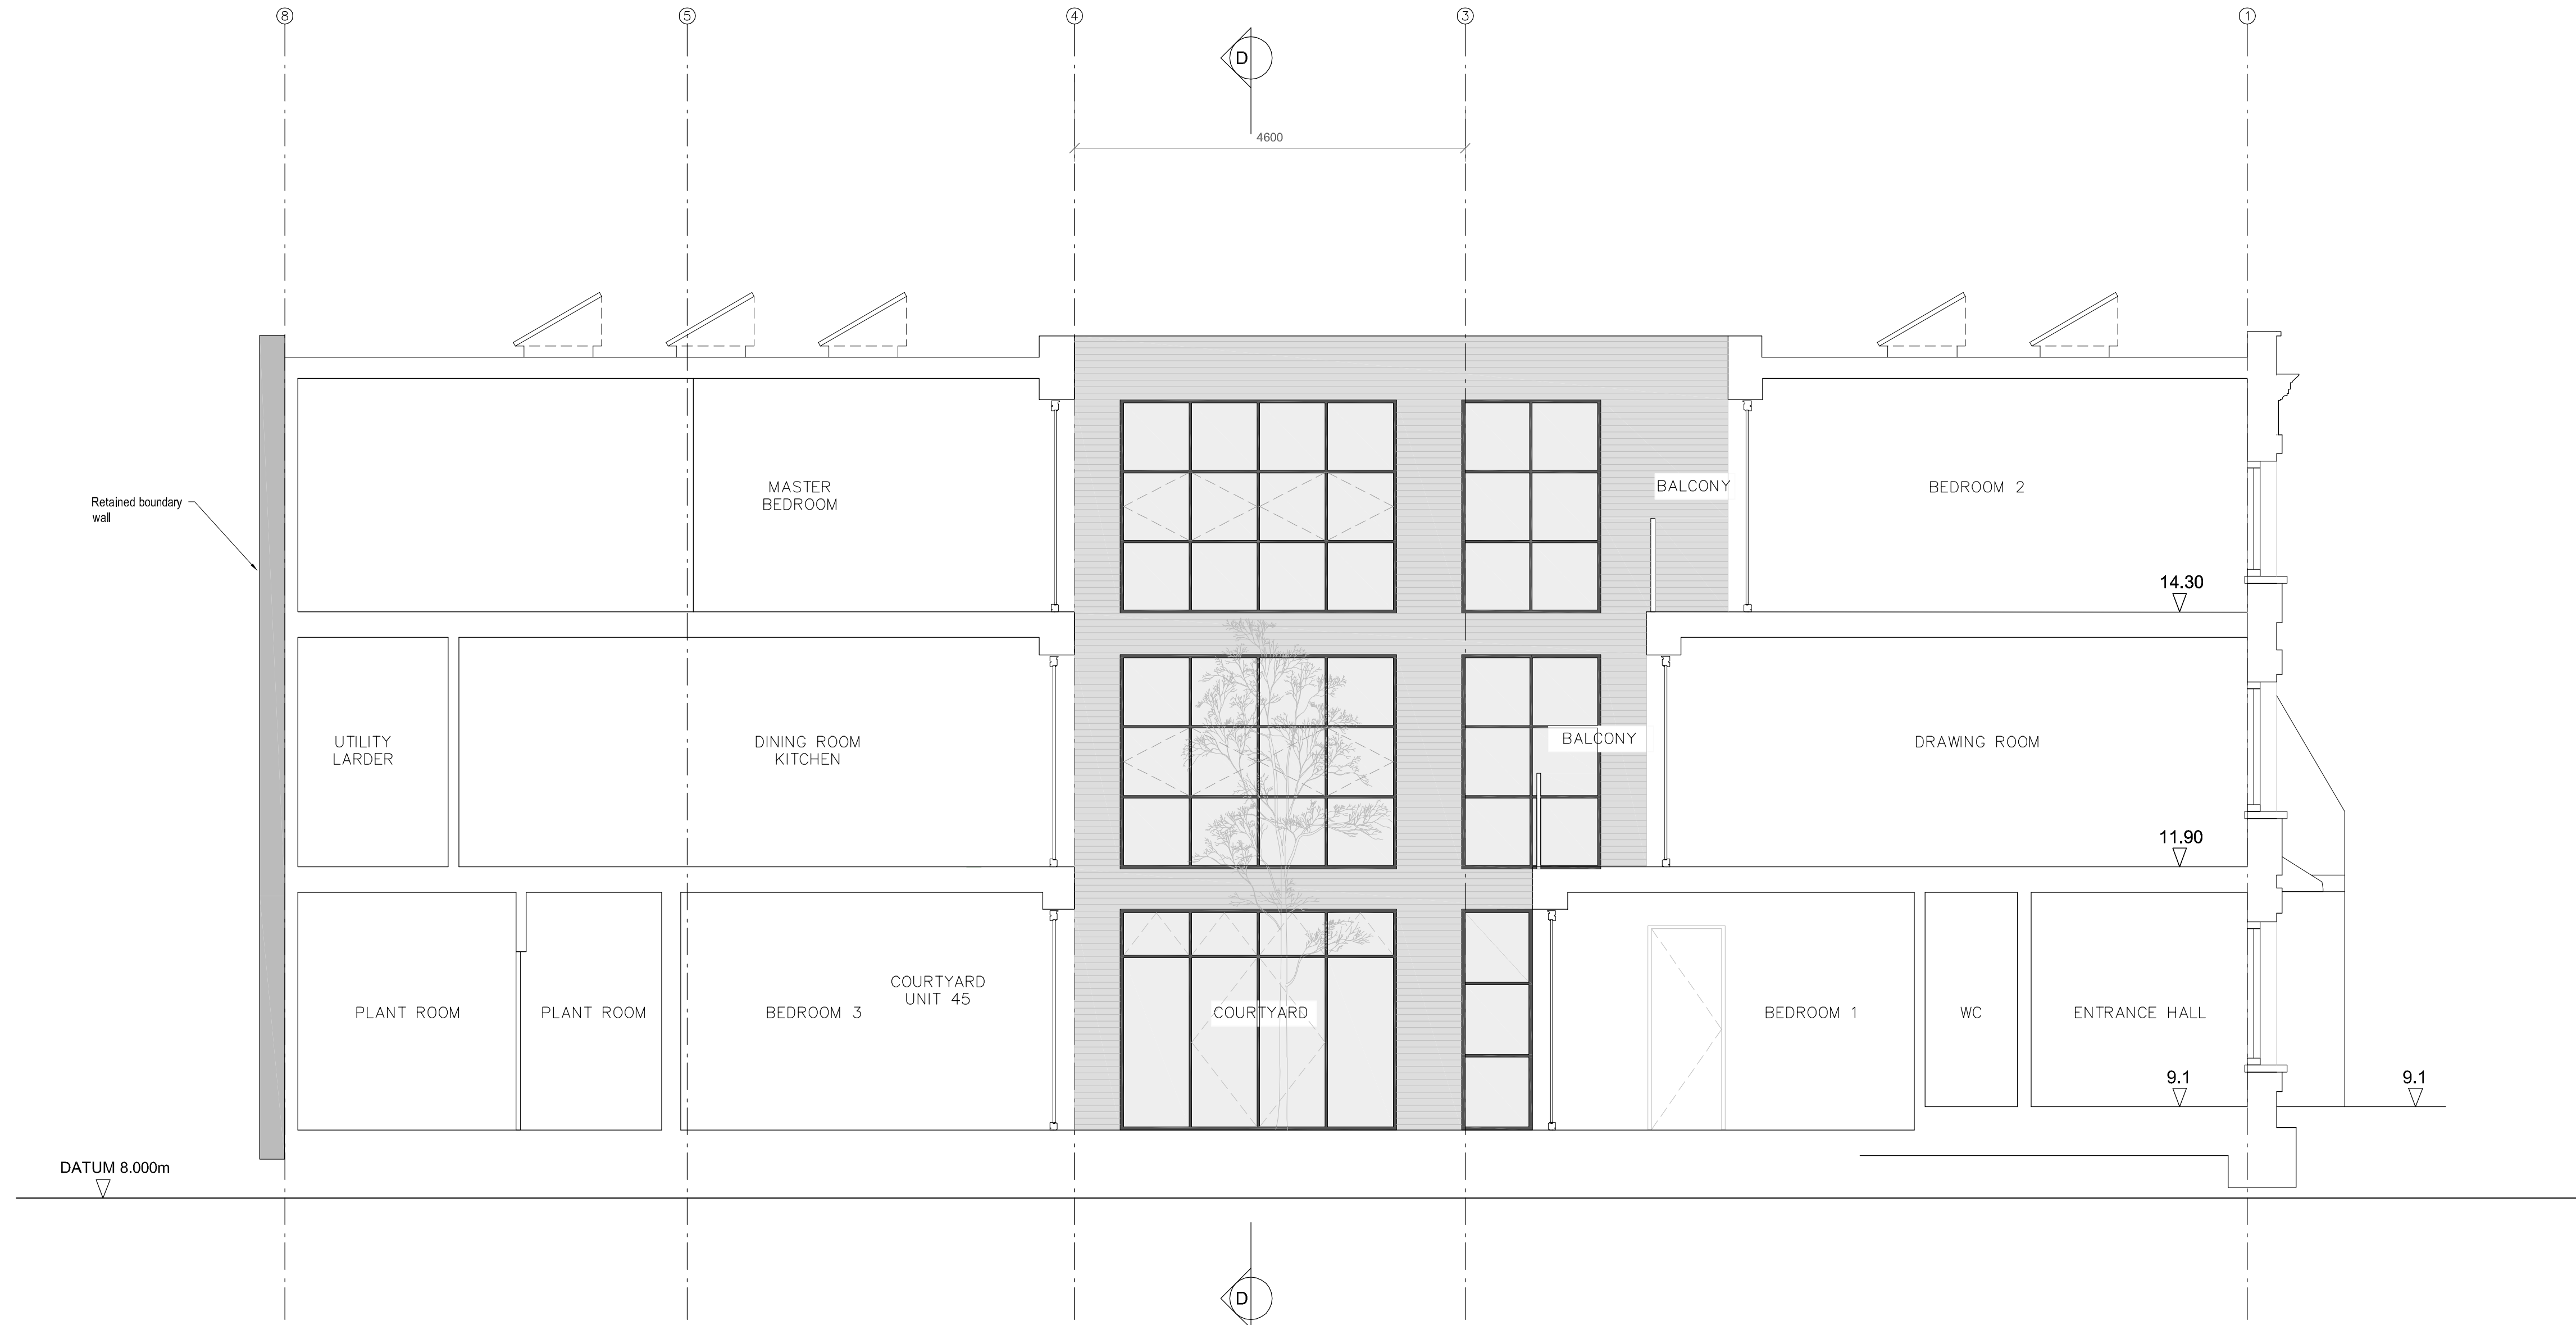 8
5
4
3
1
D
4600
MASTER
BEDROOM
BALCONY
BEDROOM 2
Retained boundary
wall
14.30
UTILITY
LARDER
DINING ROOM
KITCHEN
BALCONY
DRAWING ROOM
11.90
COURTYARD
UNIT 45
PLANT ROOM
PLANT ROOM
BEDROOM 3
COURTYARD
BEDROOM 1
WC
ENTRANCE HALL
9.1
9.1
DATUM 8.000m
D